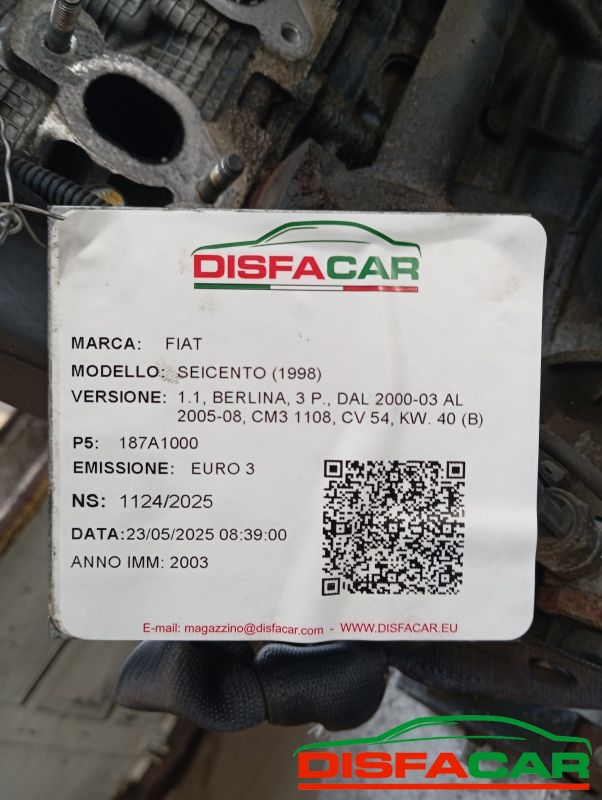 DISFACAR
MARCA: FIAT
MODELLO: SEICENTO (1998)
VERSIONE: 1.1, BERLINA, 3 P., DAL 2000-03 AL
2005-08, CM3 1108, CV 54, KW. 40 (B)
P5: 187A1000
EMISSIONE: EURO 3
NS: 1124/2025
DATA:23/05/2025 08:39:00
ANNO IMM: 2003
E-mail: magazzino@disfacar.com - WWW.DISFACAR.EU
DISFACAR